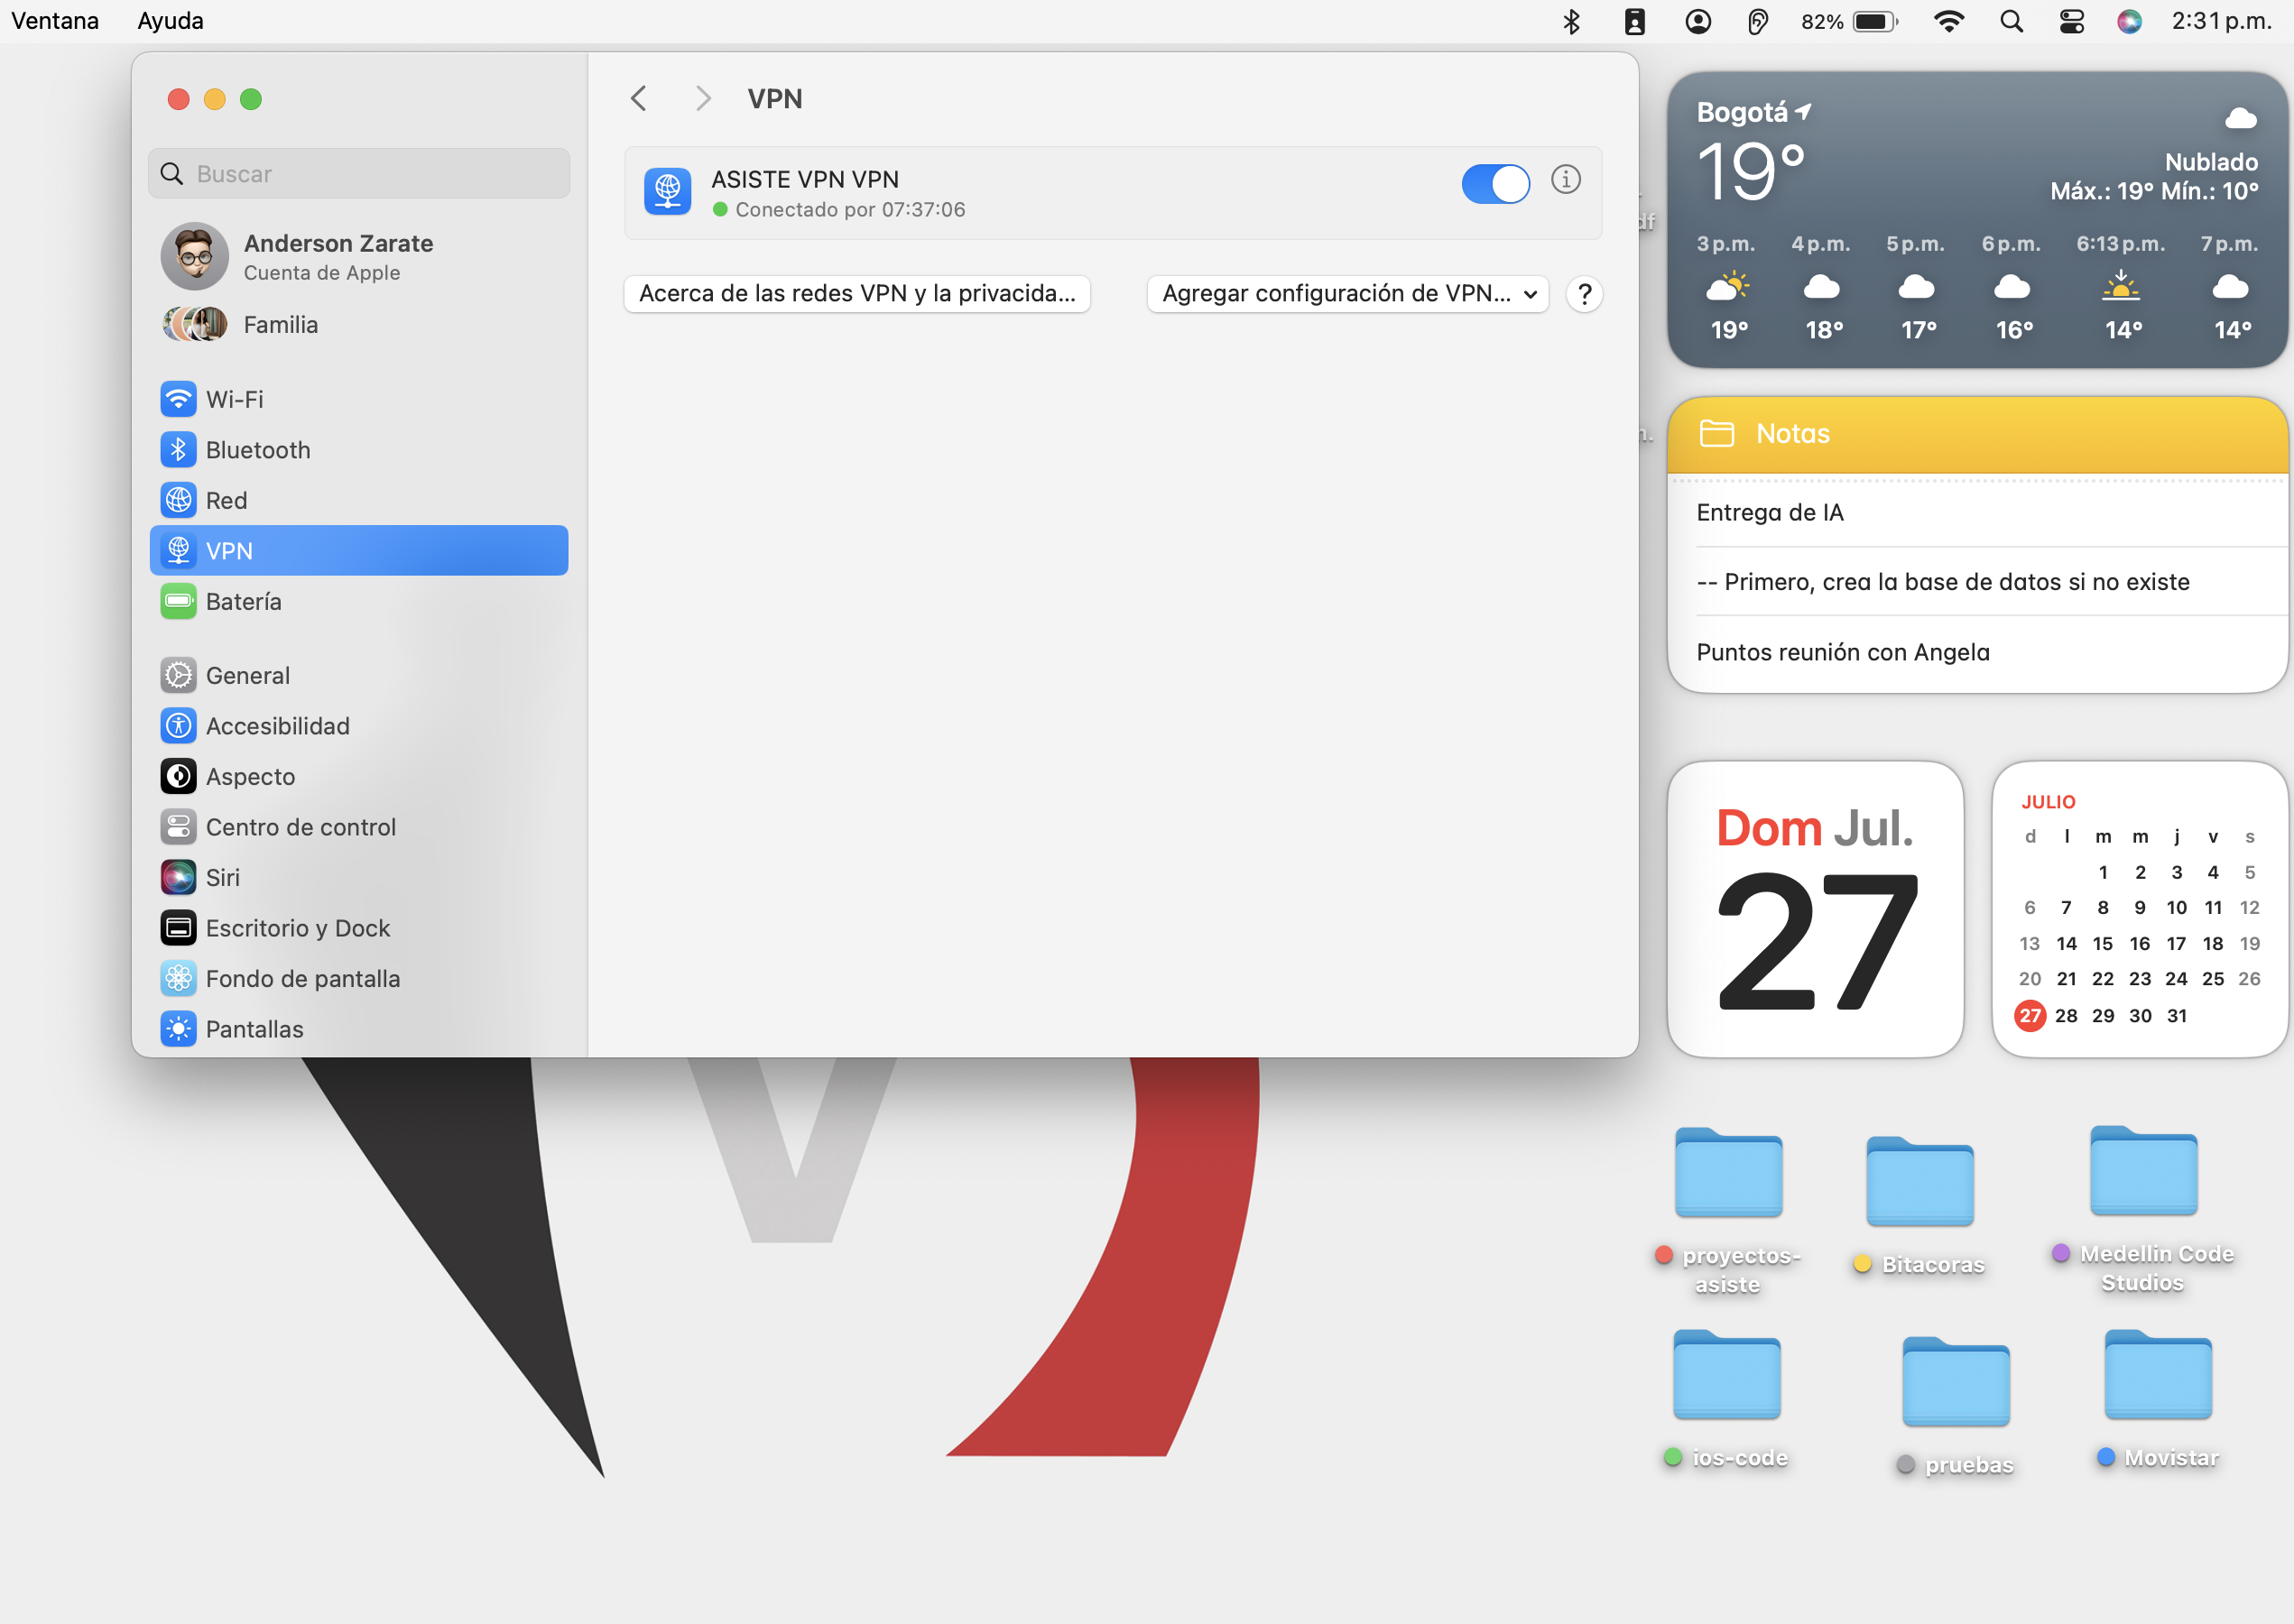 Ventana Ayuda
82% 2:31 p.m.
VPN
Buscar
Anderson Zarate
Cuenta de Apple
Familia
Wi-Fi
Bluetooth
Red
VPN
Batería
General
Accesibilidad
Aspecto
Centro de control
Siri
Escritorio y Dock
Fondo de pantalla
Pantallas
ASISTE VPN VPN
Conectado por 07:37:06
Acerca de las redes VPN y la privacida...
Agregar configuración de VPN...
?
df
n.
V
Bogotá
19°
Nublado
Máx.: 19° Mín.: 10°
3 p.m. 4 p.m. 5 p.m. 6 p.m. 6:13 p.m. 7 p.m.
19° 18° 17° 16° 14° 14°
Notas
Entrega de IA
-- Primero, crea la base de datos si no existe
Puntos reunión con Angela
Dom Jul.
27
JULIO
d l m m j v s
1 2 3 4 5
6 7 8 9 10 11 12
13 14 15 16 17 18 19
20 21 22 23 24 25 26
27 28 29 30 31
proyectos-
asiste
Bitacoras
Medellin Code
Studios
ios-code
pruebas
Movistar